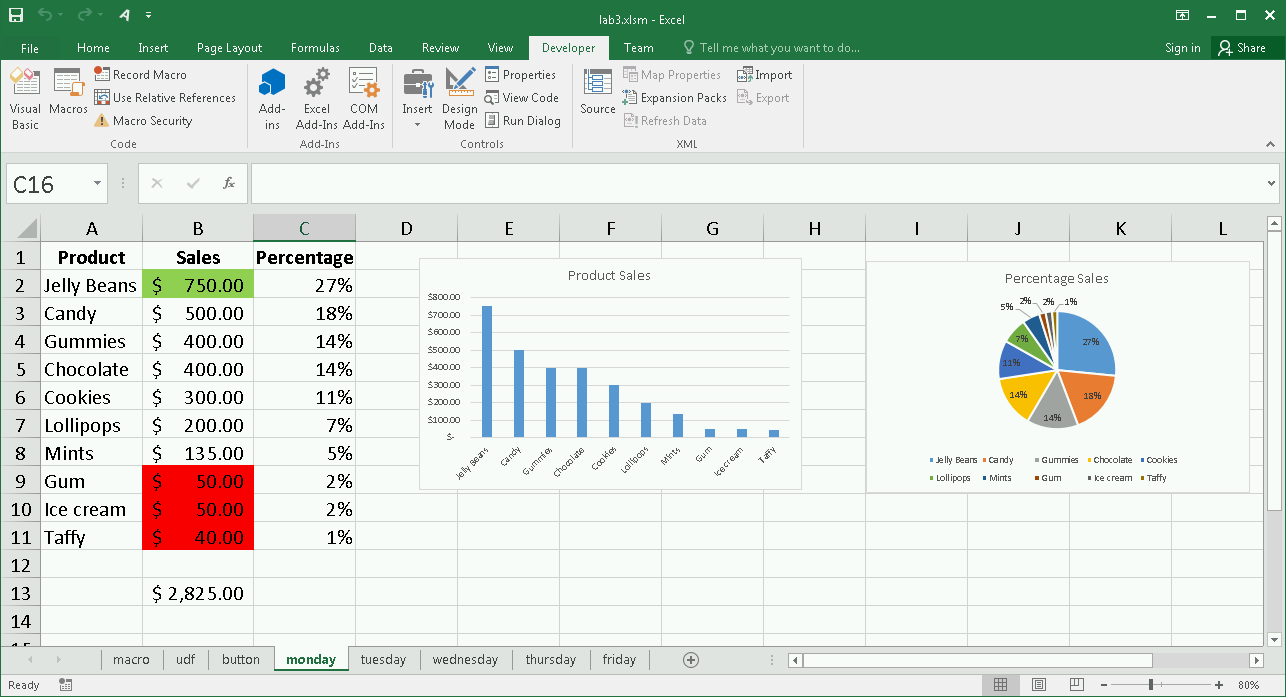 lab3.xlsm - Excel
File Home Insert Page Layout Formulas Data Review View Developer Team Tell me what you want to do... Sign in Share
Visual Basic
Macros
Record Macro
Use Relative References
Macro Security
Code
Add-ins
Excel Add-Ins
COM Add-Ins
Add-Ins
Insert
Design Mode
Properties
View Code
Run Dialog
Controls
Source
Map Properties
Expansion Packs
Refresh Data
Import
Export
XML
C16
fx
A B C D E F G H I J K L
1 Product Sales Percentage
2 Jelly Beans $ 750.00 27%
3 Candy $ 500.00 18%
4 Gummies $ 400.00 14%
5 Chocolate $ 400.00 14%
6 Cookies $ 300.00 11%
7 Lollipops $ 200.00 7%
8 Mints $ 135.00 5%
9 Gum $ 50.00 2%
10 Ice cream $ 50.00 2%
11 Taffy $ 40.00 1%
12
13 $ 2,825.00
14
Product Sales
$800.00
$700.00
$600.00
$500.00
$400.00
$300.00
$200.00
$100.00
$-
Jelly Beans Candy Gummies Chocolate Cookies Lollipops Mints Gum Ice cream Taffy
Percentage Sales
5% 2% 2% 1%
27%
18%
14%
14%
11%
7%
Jelly Beans Candy Gummies Chocolate Cookies
Lollipops Mints Gum Ice cream Taffy
macro udf button monday tuesday wednesday thursday friday
Ready 80%